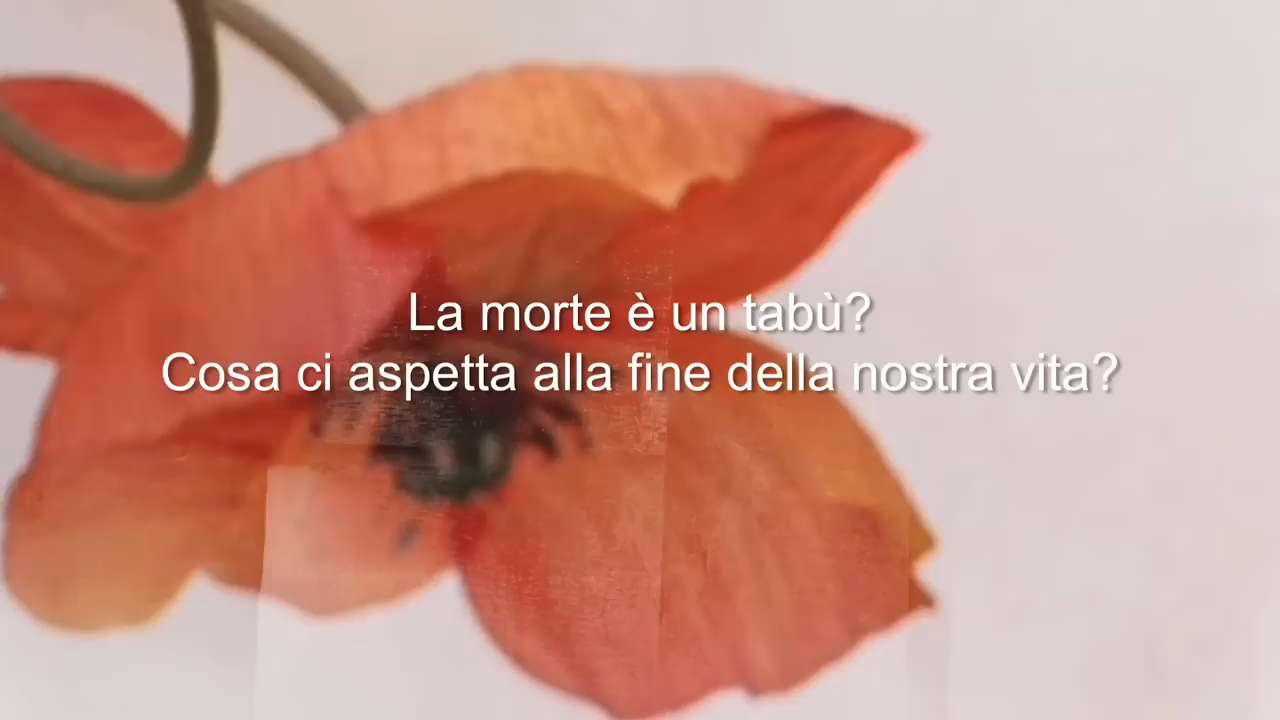 La morte è un tabù?
Cosa ci aspetta alla fine della nostra vita?